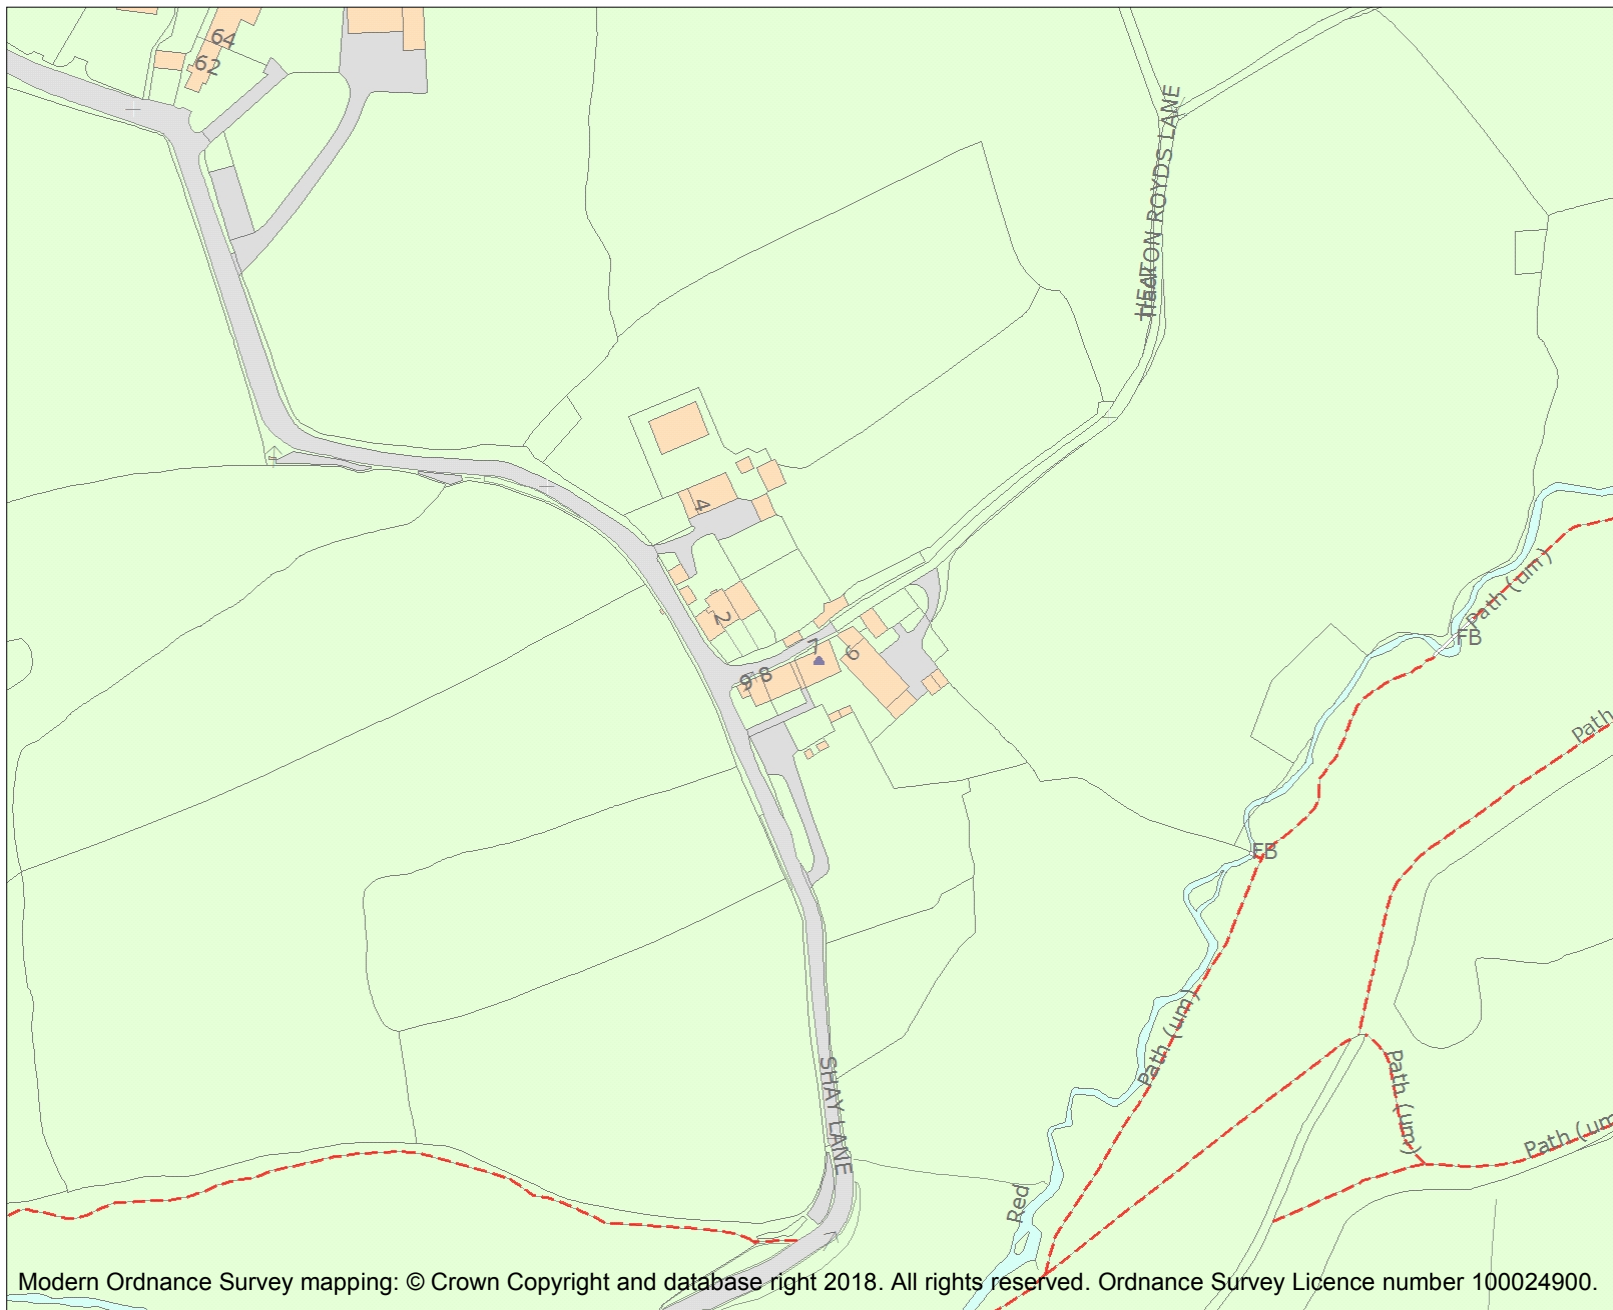 64
62
HEATON ROYDS LANE
Track
4
2
7
6
9 8
Path (um)
FB
Path
FB
Path (um)
Path (um)
Path (um
SHAY LANE
Red
Modern Ordnance Survey mapping: © Crown Copyright and database right 2018. All rights reserved. Ordnance Survey Licence number 100024900.